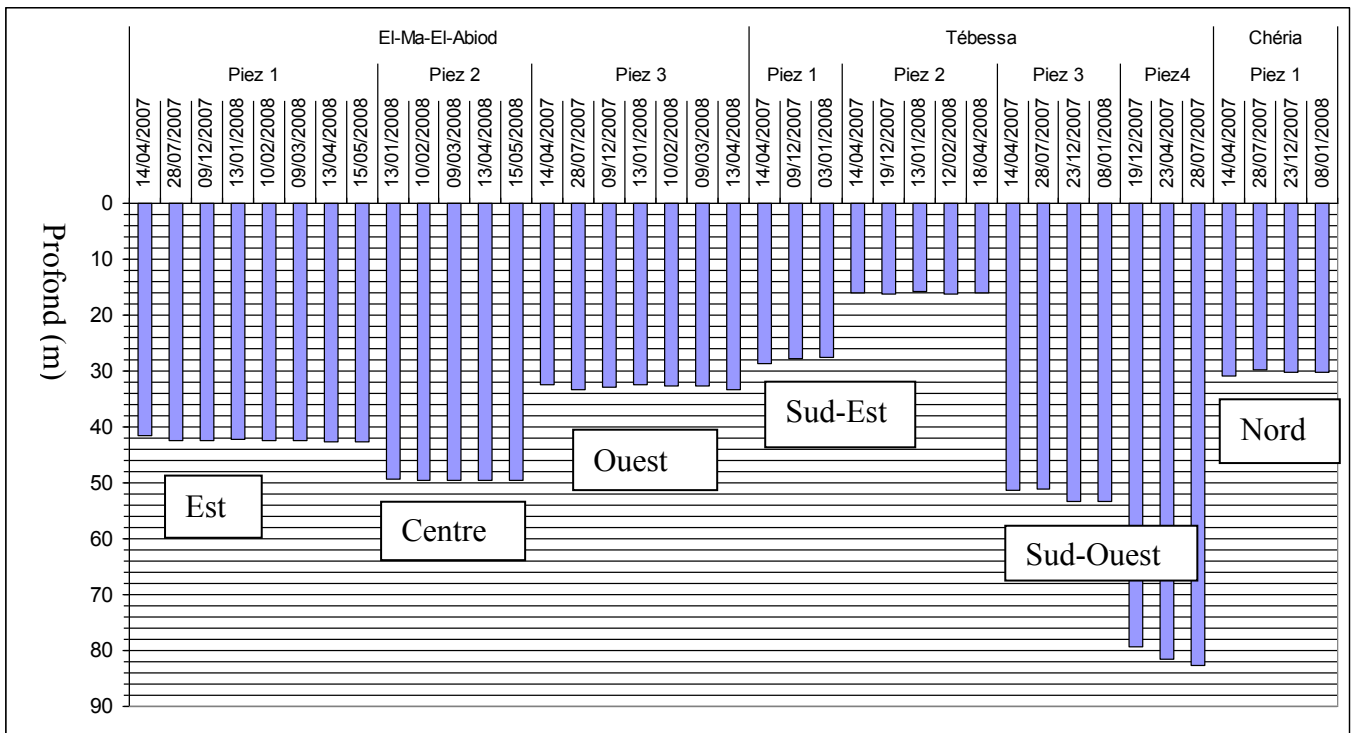 El-Ma-El-Abiod Tébessa Chéria
Piez 1 Piez 2 Piez 3 Piez 1 Piez 2 Piez 3 Piez4 Piez 1
14/04/2007 28/07/2007 09/12/2007 13/01/2008 10/02/2008 09/03/2008 13/04/2008 15/05/2008 13/01/2008 10/02/2008 09/03/2008 13/04/2008 15/05/2008 14/04/2007 28/07/2007 09/12/2007 13/01/2008 10/02/2008 09/03/2008 13/04/2008 14/04/2007 09/12/2007 03/01/2008 14/04/2007 19/12/2007 13/01/2008 12/02/2008 18/04/2008 14/04/2007 28/07/2007 23/12/2007 08/01/2008 19/12/2007 23/04/2007 28/07/2007 14/04/2007 28/07/2007 23/12/2007 08/01/2008
Profond (m)
0
10
20
30
40
50
60
70
80
90
Est
Centre
Ouest
Sud-Est
Sud-Ouest
Nord